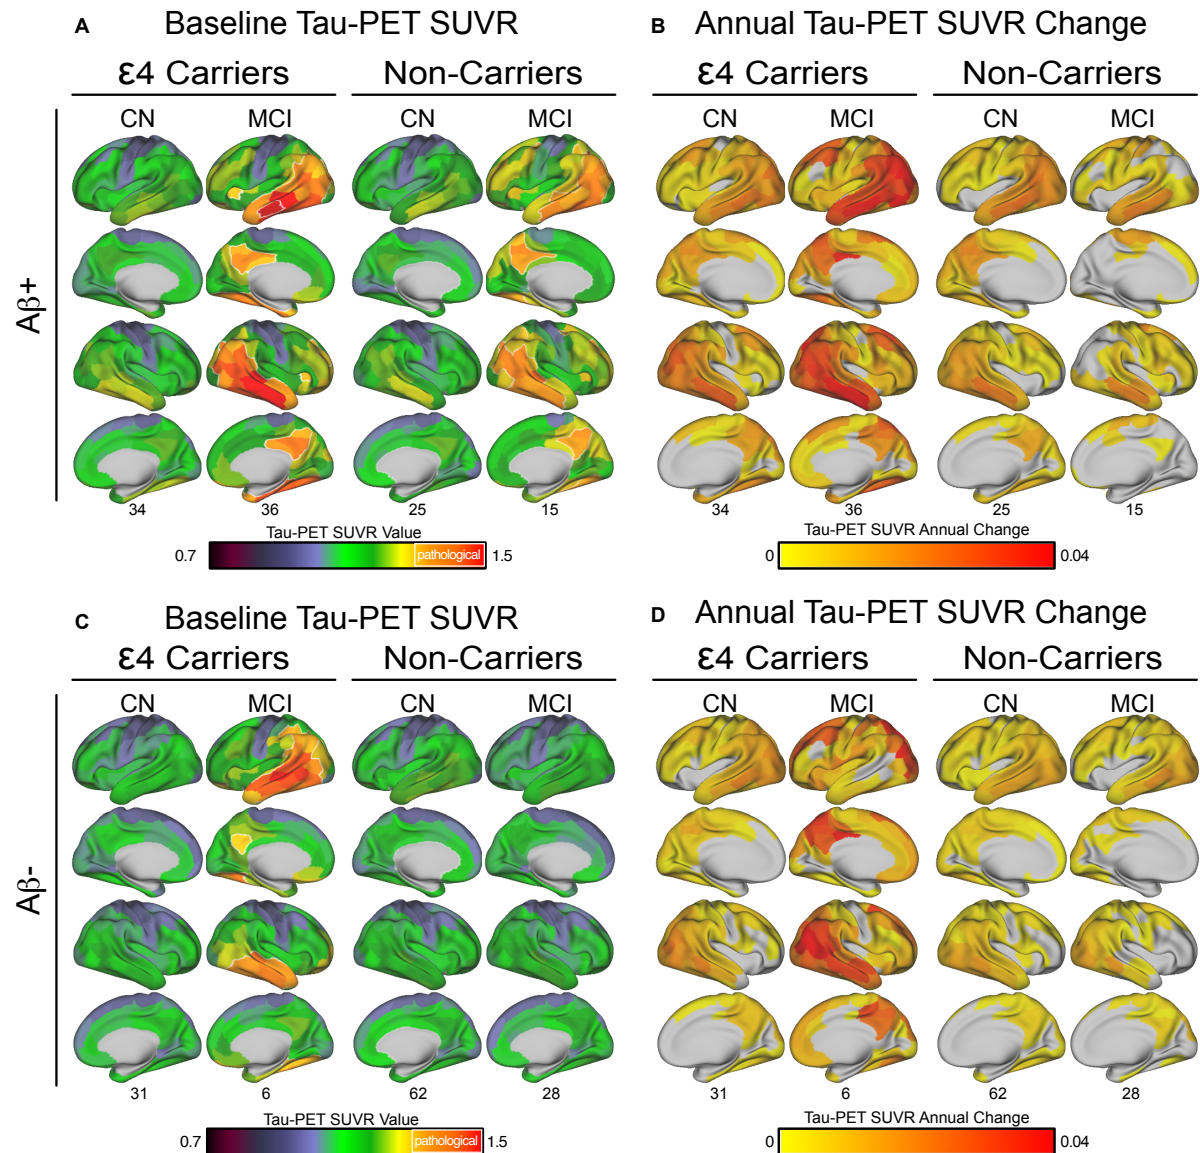 A Baseline Tau-PET SUVR
B Annual Tau-PET SUVR Change
ε4 Carriers Non-Carriers
ε4 Carriers Non-Carriers
CN MCI CN MCI
CN MCI CN MCI
Aβ+
34 36 25 15
34 36 25 15
Tau-PET SUVR Value
0.7 pathological 1.5
Tau-PET SUVR Annual Change
0 0.04
C Baseline Tau-PET SUVR
D Annual Tau-PET SUVR Change
ε4 Carriers Non-Carriers
ε4 Carriers Non-Carriers
CN MCI CN MCI
CN MCI CN MCI
Aβ-
31 6 62 28
31 6 62 28
Tau-PET SUVR Value
0.7 pathological 1.5
Tau-PET SUVR Annual Change
0 0.04